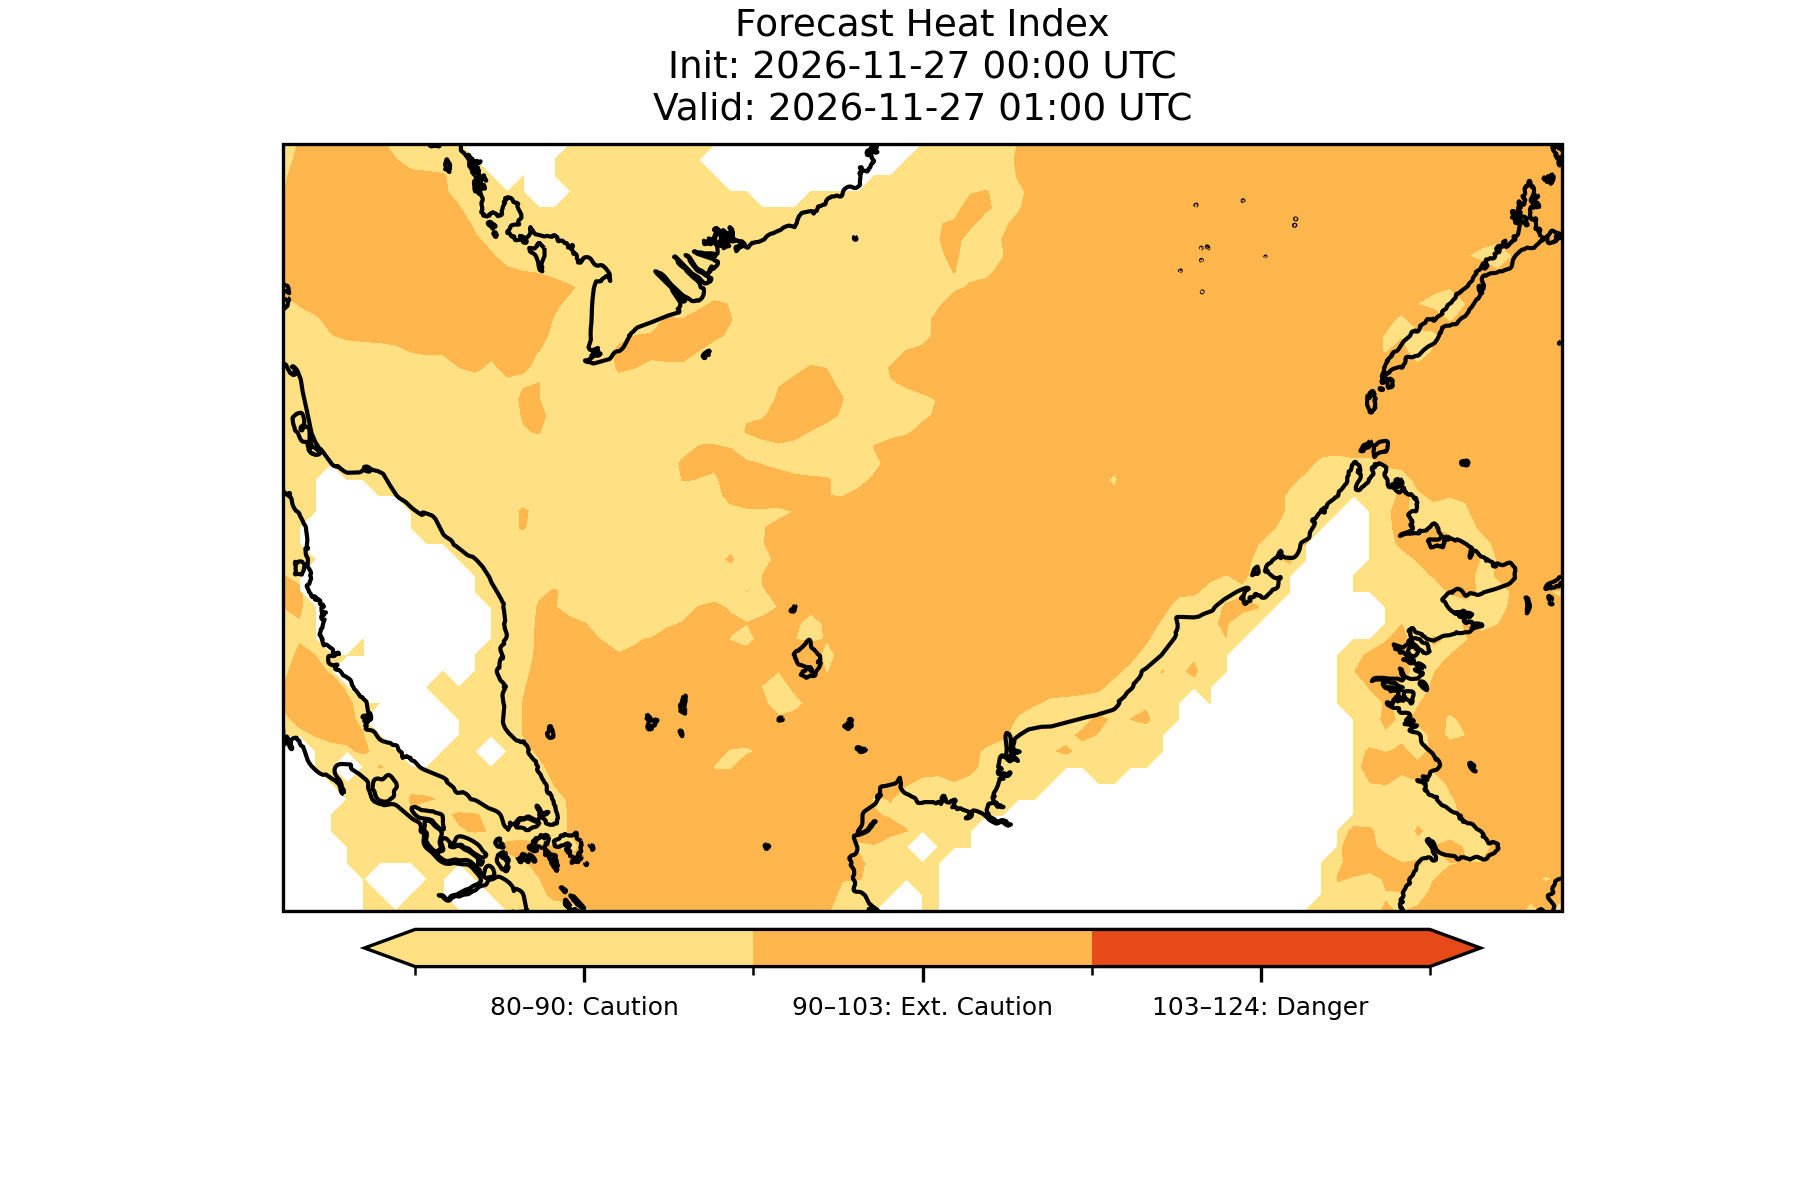 Forecast Heat Index
Init: 2026-11-27 00:00 UTC
Valid: 2026-11-27 01:00 UTC
80–90: Caution
90–103: Ext. Caution
103–124: Danger